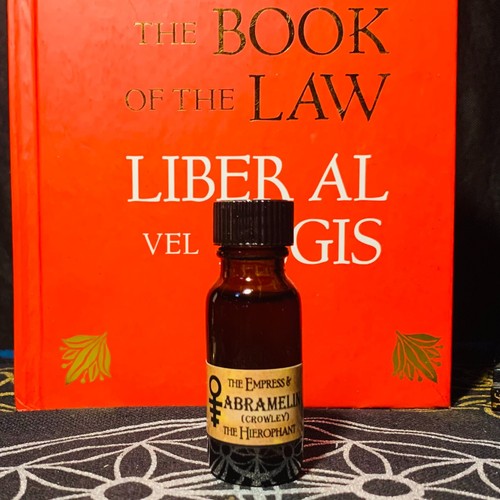 THE BOOK
OF THE LAW
LIBER AL
VEL GIS
THE EMPRESS &
ABRAMELIN
(CROWLEY)
THE HIEROPHANT